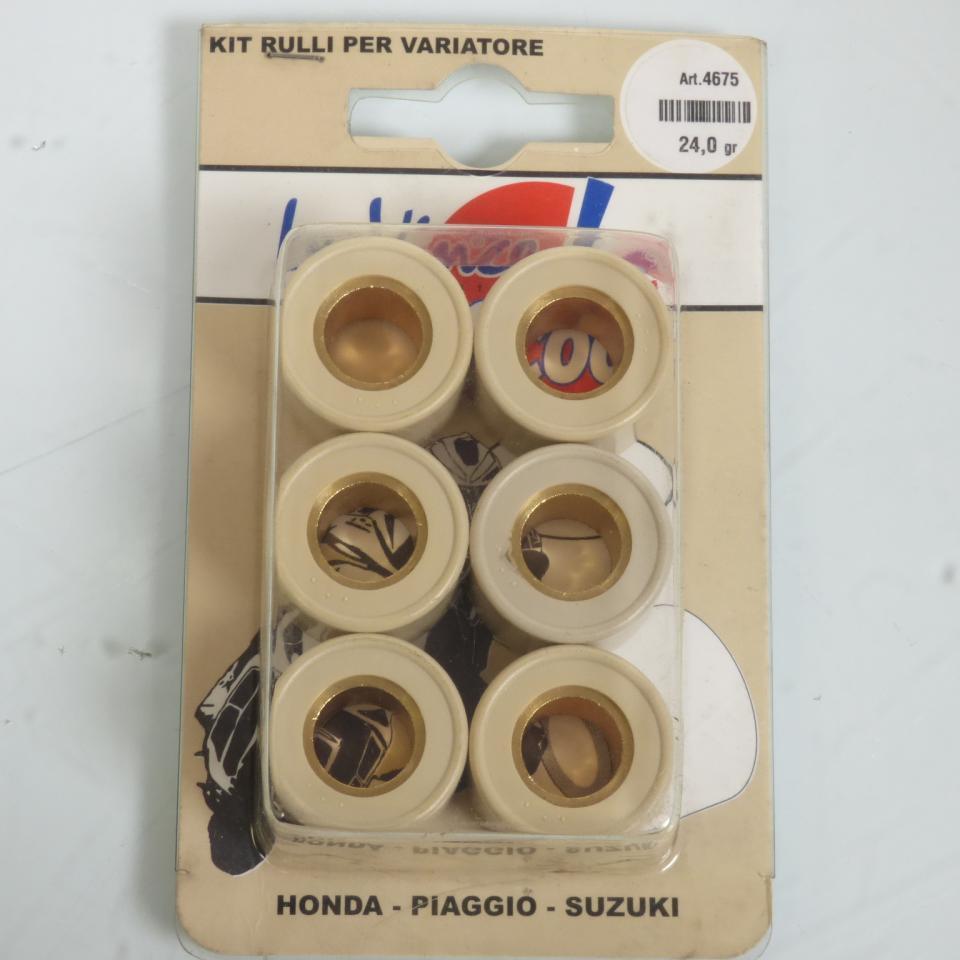 KIT RULLI PER VARIATORE
Art.4675
24,0 gr
HONDA - PIAGGIO - SUZUKI